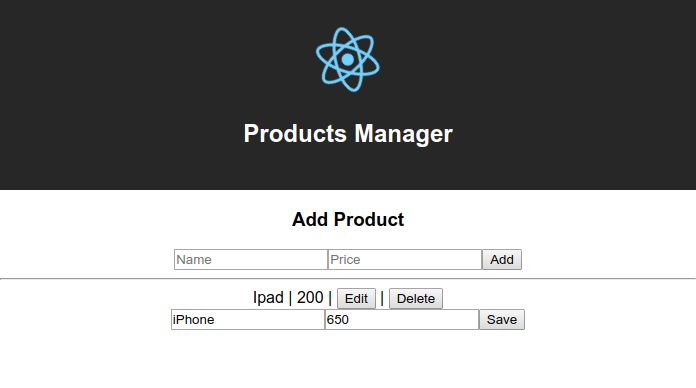 Products Manager
Add Product
Name Price Add
Ipad | 200 | Edit | Delete
iPhone 650 Save